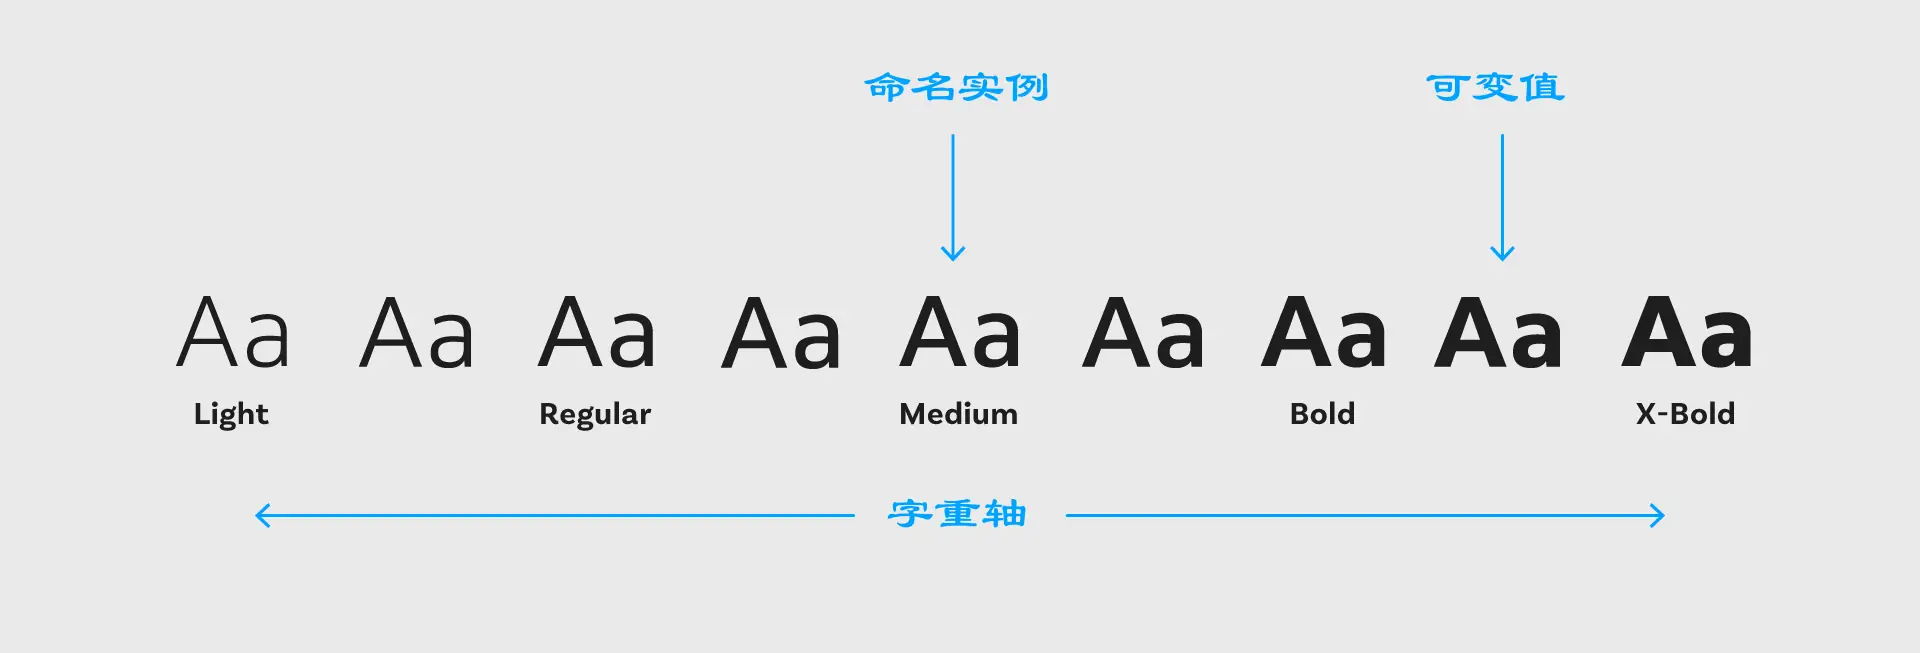 命名实例 可变值
Aa Aa Aa Aa Aa Aa Aa Aa Aa
Light Regular Medium Bold X-Bold
字重轴